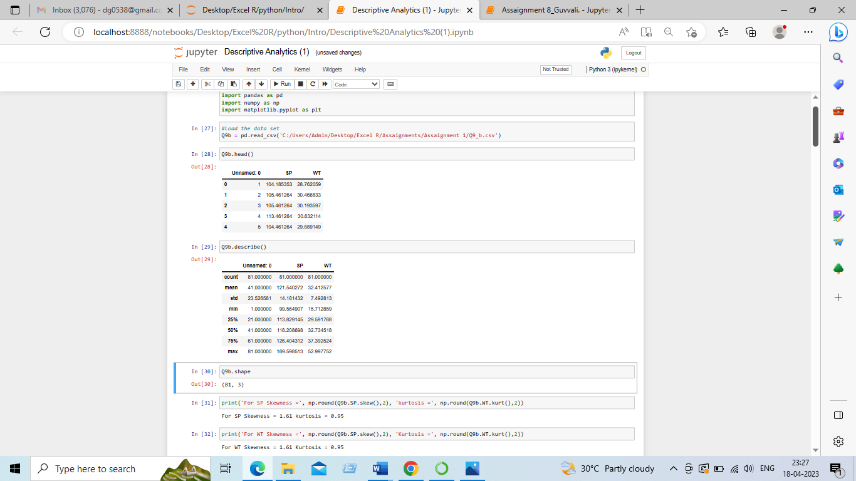 Inbox (3,076) - dg0538@gmail.co
Desktop/Excel R/python/Intro/
Descriptive Analytics (1) - Jupyte
Assaignment 8_Guvvali - Jupyter
localhost:8888/notebooks/Desktop/Excel%20R/python/Intro/Descriptive%20Analytics%20(1).ipynb
jupyter Descriptive Analytics (1) (unsaved changes)
Logout
File Edit View Insert Cell Kernel Widgets Help
Not Trusted
Python 3 (ipykernel)
Run
Code
import pandas as pd
import numpy as np
import matplotlib.pyplot as plt
In [27]: #Load the data set
Q9b = pd.read_csv('C:/Users/Admin/Desktop/Excel R/Assaignments/Assaignment 1/Q9_b.csv')
In [28]: Q9b.head()
Out[28]:
Unnamed: 0 SP WT
0 1 104.185353 28.762059
1 2 105.461264 30.466833
2 3 105.461264 30.193597
3 4 113.461264 30.632114
4 5 104.461264 29.889149
In [29]: Q9b.describe()
Out[29]:
Unnamed: 0 SP WT
count 81.000000 81.000000 81.000000
mean 41.000000 121.540272 32.412577
std 23.526581 14.181432 7.492813
min 1.000000 99.564907 15.712859
25% 21.000000 113.829145 29.591768
50% 41.000000 118.208698 32.734518
75% 61.000000 126.404312 37.392524
max 81.000000 169.598513 52.997752
In [30]: Q9b.shape
Out[30]: (81, 3)
In [31]: print('For SP Skewness =', np.round(Q9b.SP.skew(),2), 'kurtosis =', np.round(Q9b.WT.kurt(),2))
For SP Skewness = 1.61 kurtosis = 0.95
In [32]: print('For WT Skewness =', np.round(Q9b.SP.skew(),2), 'Kurtosis =', np.round(Q9b.WT.kurt(),2))
For WT Skewness = 1.61 Kurtosis = 0.95
Type here to search
30°C Partly cloudy
ENG
23:27
18-04-2023